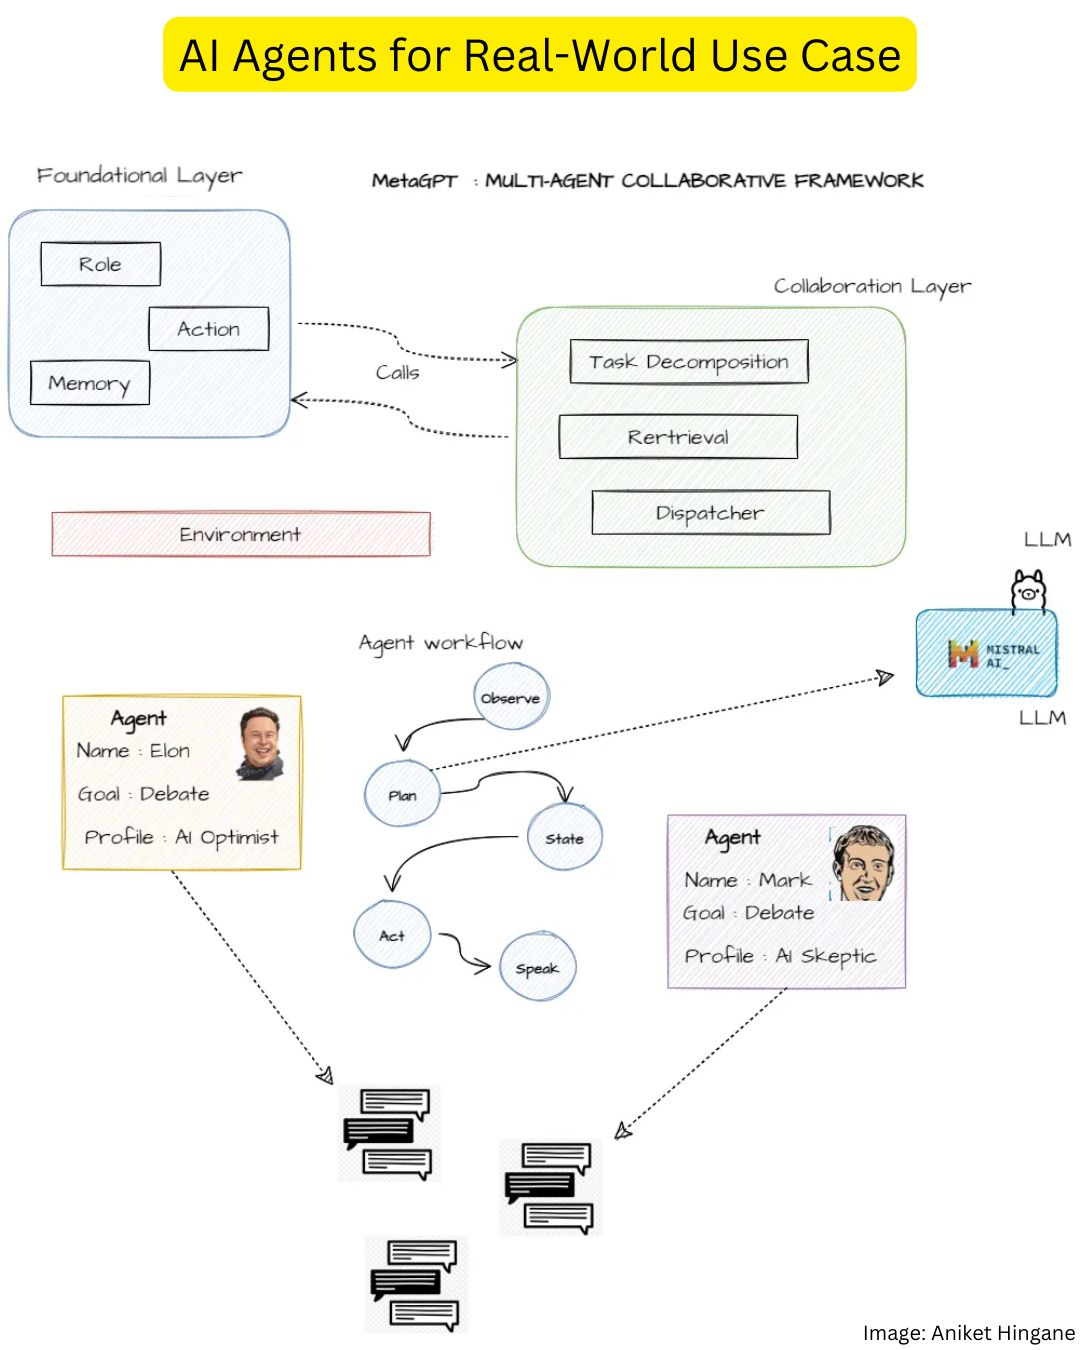 AI Agents for Real-World Use Case
Foundational Layer
MetaGPT : MULTI-AGENT COLLABORATIVE FRAMEWORK
Role
Action
Memory
Calls
Collaboration Layer
Task Decomposition
Rertrieval
Dispatcher
Environment
LLM
MISTRAL
AI_
LLM
Agent workflow
Observe
Plan
State
Act
Speak
Agent
Name : Elon
Goal : Debate
Profile : AI Optimist
Agent
Name : Mark
Goal : Debate
Profile : AI Skeptic
Image: Aniket Hingane